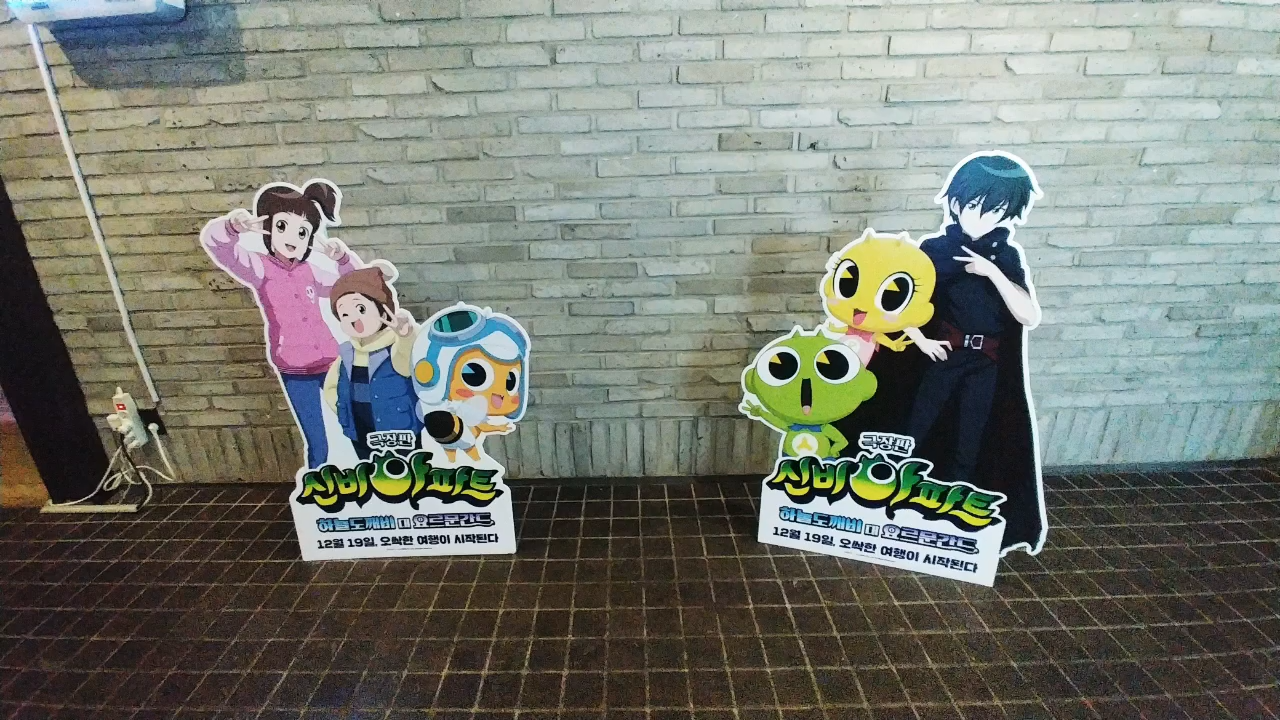 극장판
신비아파트
하늘도깨비 대 요르문간드
12월 19일, 오싹한 여행이 시작된다
극장판
신비아파트
하늘도깨비 대 요르문간드
12월 19일, 오싹한 여행이 시작된다